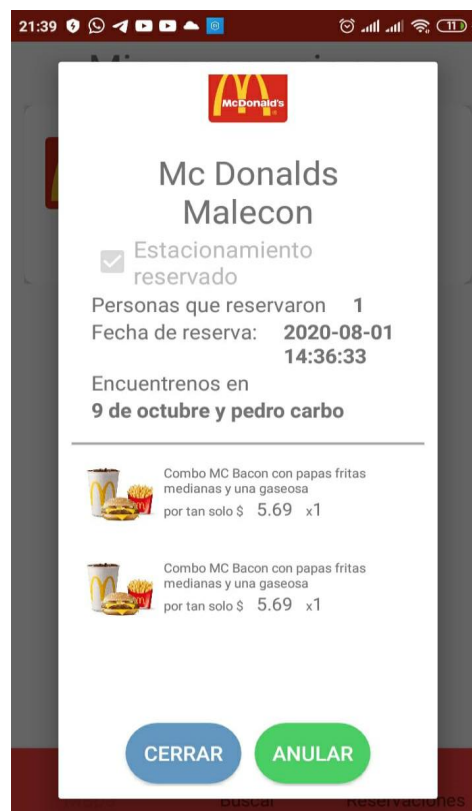 21:39
11
McDonald's
Mc Donalds
Malecon
Estacionamiento
reservado
Personas que reservaron 1
Fecha de reserva: 2020-08-01
14:36:33
Encuentrenos en
9 de octubre y pedro carbo
Combo MC Bacon con papas fritas
medianas y una gaseosa
por tan solo $ 5.69 x1
Combo MC Bacon con papas fritas
medianas y una gaseosa
por tan solo $ 5.69 x1
CERRAR ANULAR
Buscar Reservaciones